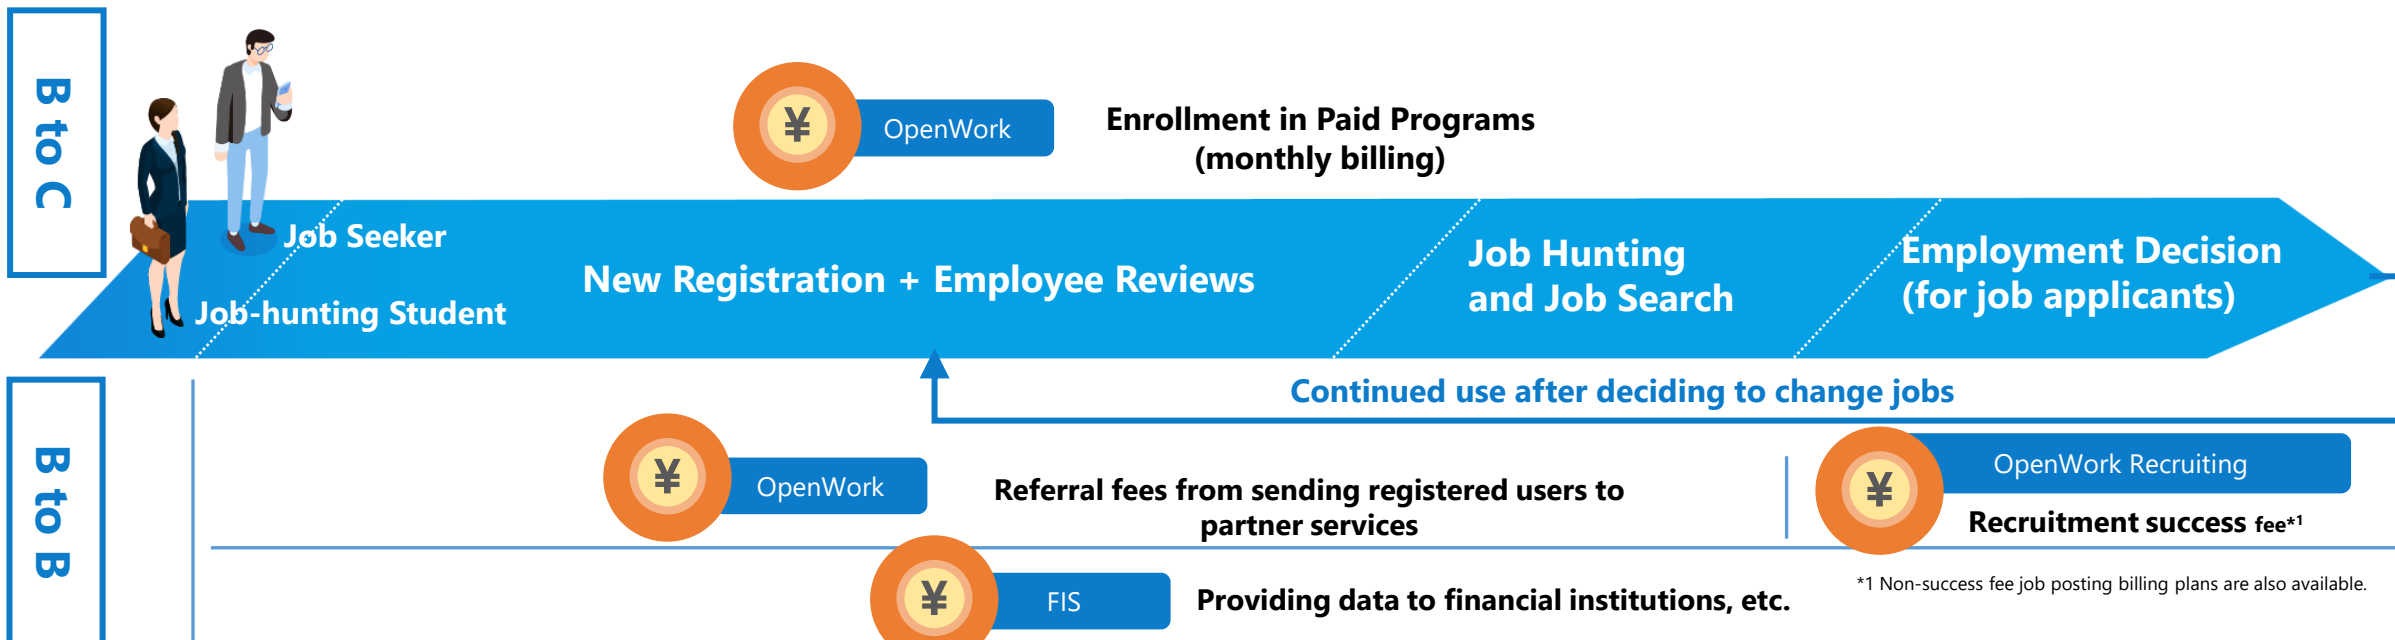 B to C
¥
OpenWork
Enrollment in Paid Programs
(monthly billing)
Job Seeker
Job-hunting Student
New Registration + Employee Reviews
Job Hunting
and Job Search
Employment Decision
(for job applicants)
Continued use after deciding to change jobs
B to B
¥
OpenWork
Referral fees from sending registered users to
partner services
¥
OpenWork Recruiting
Recruitment success fee*1
¥
FIS
Providing data to financial institutions, etc.
*1 Non-success fee job posting billing plans are also available.